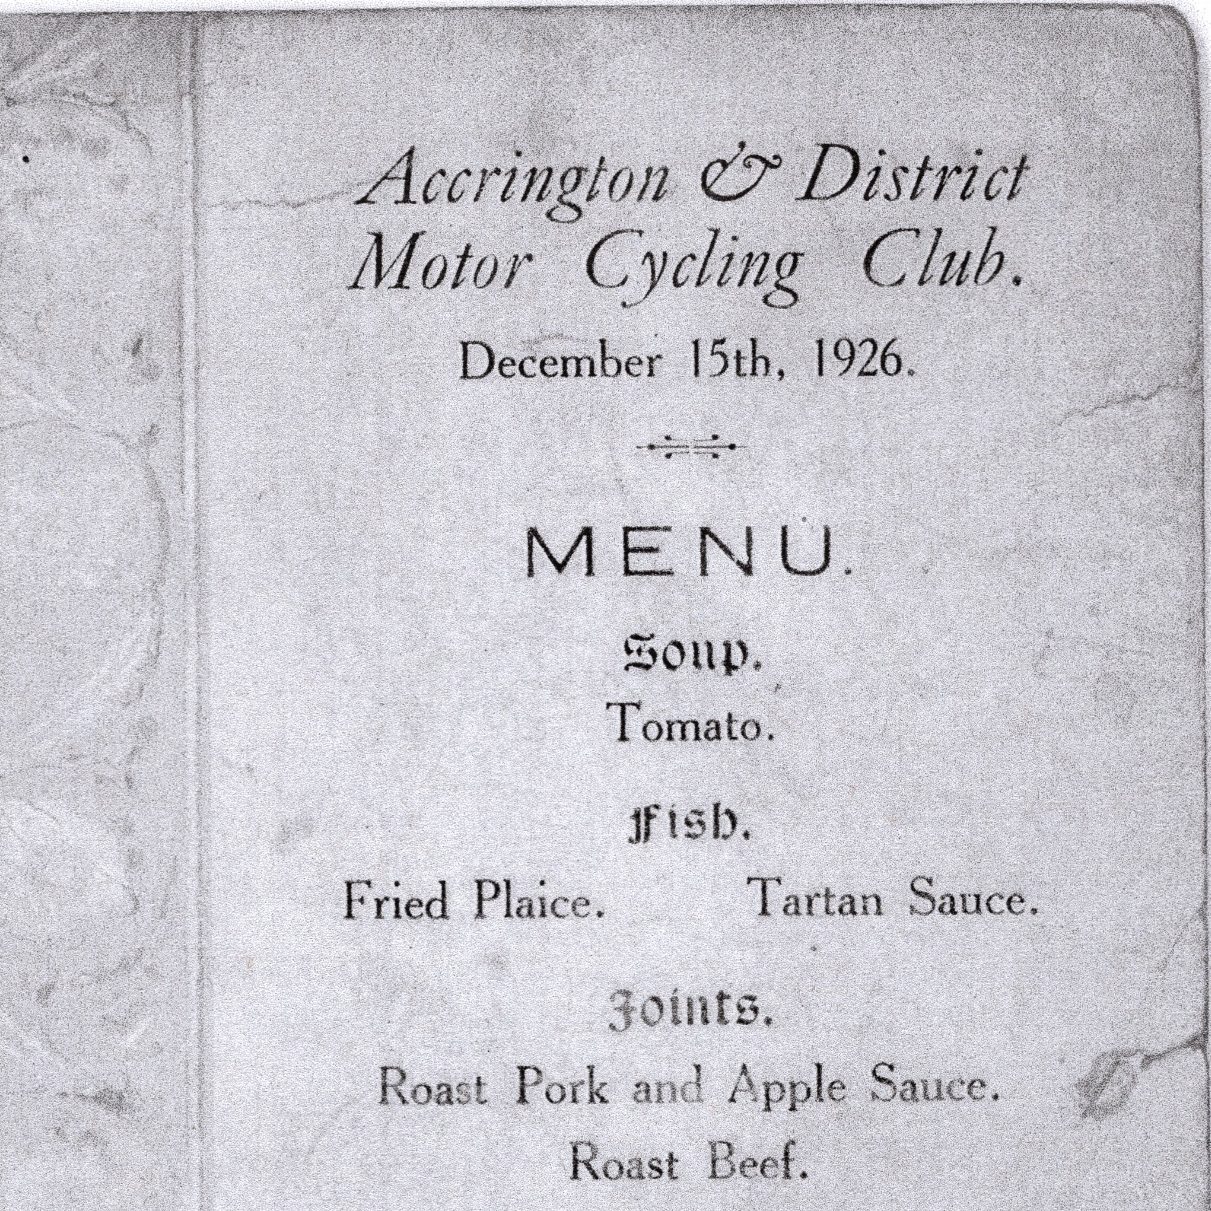 Accrington & District
Motor Cycling Club.
December 15th, 1926.
MENU.
Soup.
Tomato.
Fish.
Fried Plaice. Tartan Sauce.
Joints.
Roast Pork and Apple Sauce.
Roast Beef.